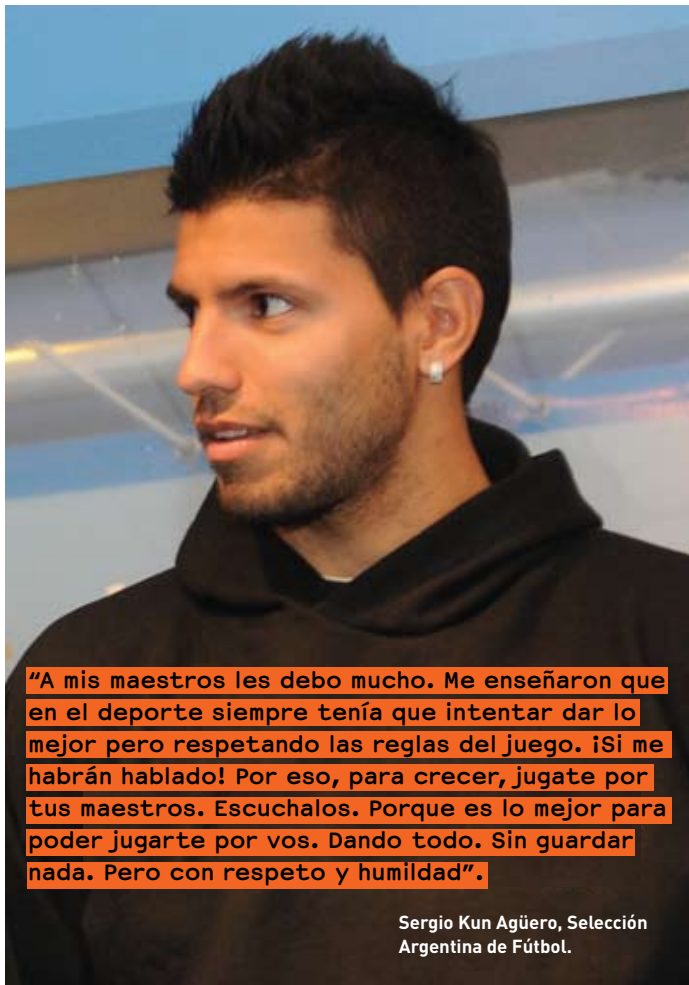 “A mis maestros les debo mucho. Me enseñaron que
en el deporte siempre tenía que intentar dar lo
mejor pero respetando las reglas del juego. ¡Si me
habrán hablado! Por eso, para crecer, jugate por
tus maestros. Escuchalos. Porque es lo mejor para
poder jugarte por vos. Dando todo. Sin guardar
nada. Pero con respeto y humildad”.
Sergio Kun Agüero, Selección
Argentina de Fútbol.